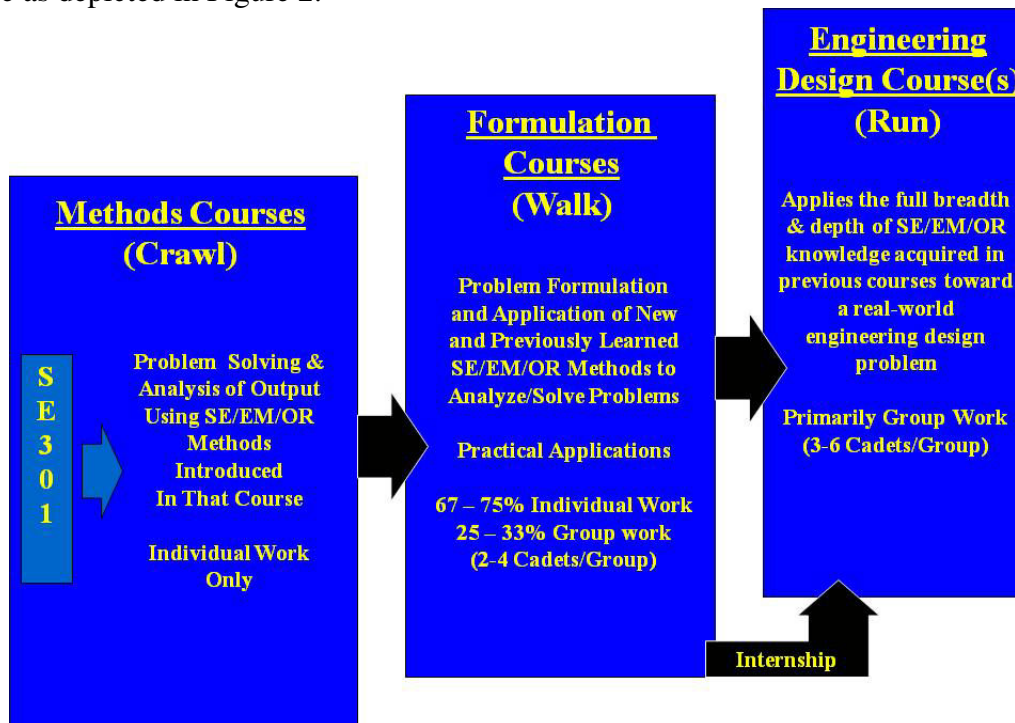 e as depicted in Figure 2.
Methods Courses
(Crawl)
S
E
3
0
1
Problem Solving &
Analysis of Output
Using SE/EM/OR
Methods
Introduced
In That Course
Individual Work
Only
Formulation
Courses
(Walk)
Problem Formulation
and Application of New
and Previously Learned
SE/EM/OR Methods to
Analyze/Solve Problems
Practical Applications
67 – 75% Individual Work
25 – 33% Group work
(2-4 Cadets/Group)
Internship
Engineering
Design Course(s)
(Run)
Applies the full breadth
& depth of SE/EM/OR
knowledge acquired in
previous courses toward
a real-world
engineering design
problem
Primarily Group Work
(3-6 Cadets/Group)